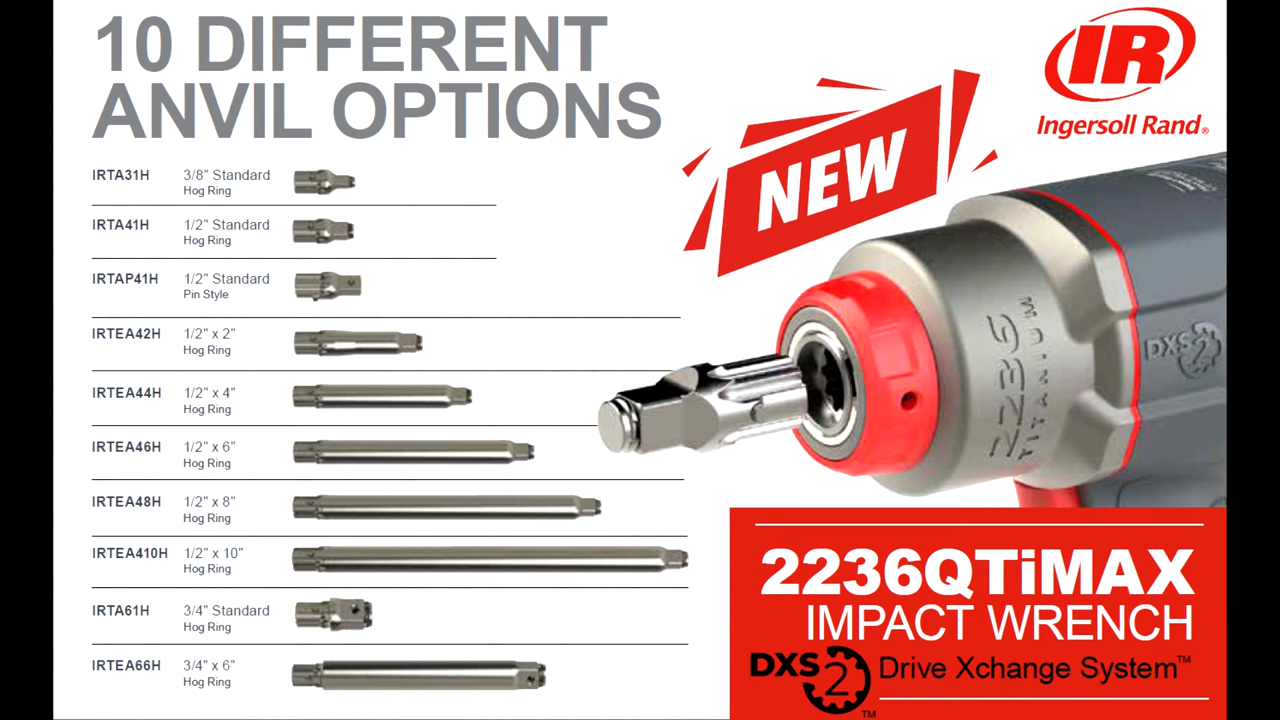 10 DIFFERENT
ANVIL OPTIONS
IRTA31H 3/8" Standard
Hog Ring
IRTA41H 1/2" Standard
Hog Ring
IRTAP41H 1/2" Standard
Pin Style
IRTEA42H 1/2" x 2"
Hog Ring
IRTEA44H 1/2" x 4"
Hog Ring
IRTEA46H 1/2" x 6"
Hog Ring
IRTEA48H 1/2" x 8"
Hog Ring
IRTEA410H 1/2" x 10"
Hog Ring
IRTA61H 3/4" Standard
Hog Ring
IRTEA66H 3/4" x 6"
Hog Ring
IR
Ingersoll Rand®
NEW
2236
TITANIUM
DXS2
2236QTiMAX
IMPACT WRENCH
DXS2™ Drive Xchange System™